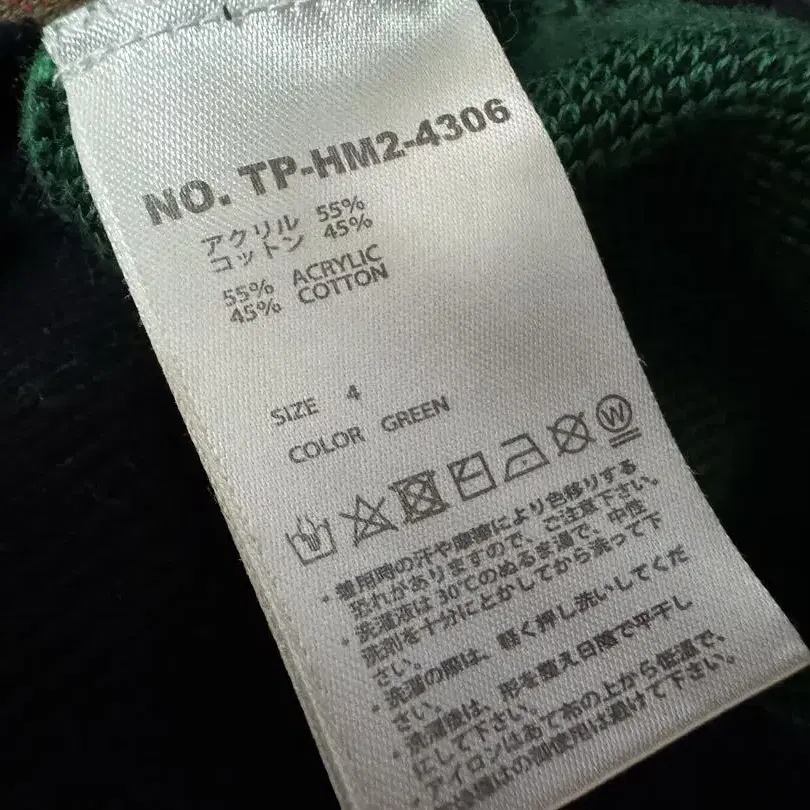 NO. TP-HM2-4306
アクリル 55%
コットン 45%
55% ACRYLIC
45% COTTON
SIZE 4
COLOR GREEN
W
・着用時の汗や摩擦により色移りする
恐れがありますので、ご注意下さい。
・洗濯液は30℃のぬるま湯で、中性
洗剤を十分にとかしてから洗って下
さい。
・洗濯の際は、軽く押し洗いしてくだ
さい。
・洗濯後は、形を整え日陰で平干し
にして下さい。
・アイロンはあて布の上から低温で、
の御使用は避けて下さい。